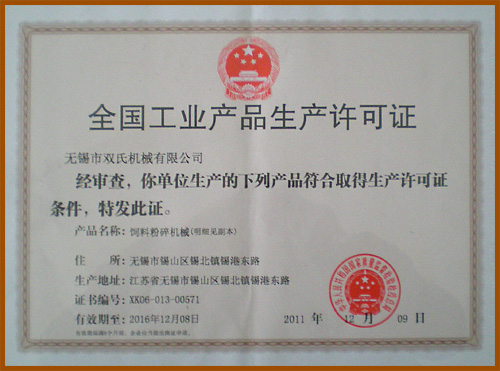 全国工业产品生产许可证
无锡市双氏机械有限公司
经审查，你单位生产的下列产品符合取得生产许可证
条件，特发此证。
产品名称：饲料粉碎机械(明细见副本)
住 所：无锡市锡山区锡北镇锡港东路
生产地址：江苏省无锡市锡山区锡北镇锡港东路
证书编号：XK06-013-00571
有效期至：2016年12月08日
2011 年 12 月 09 日